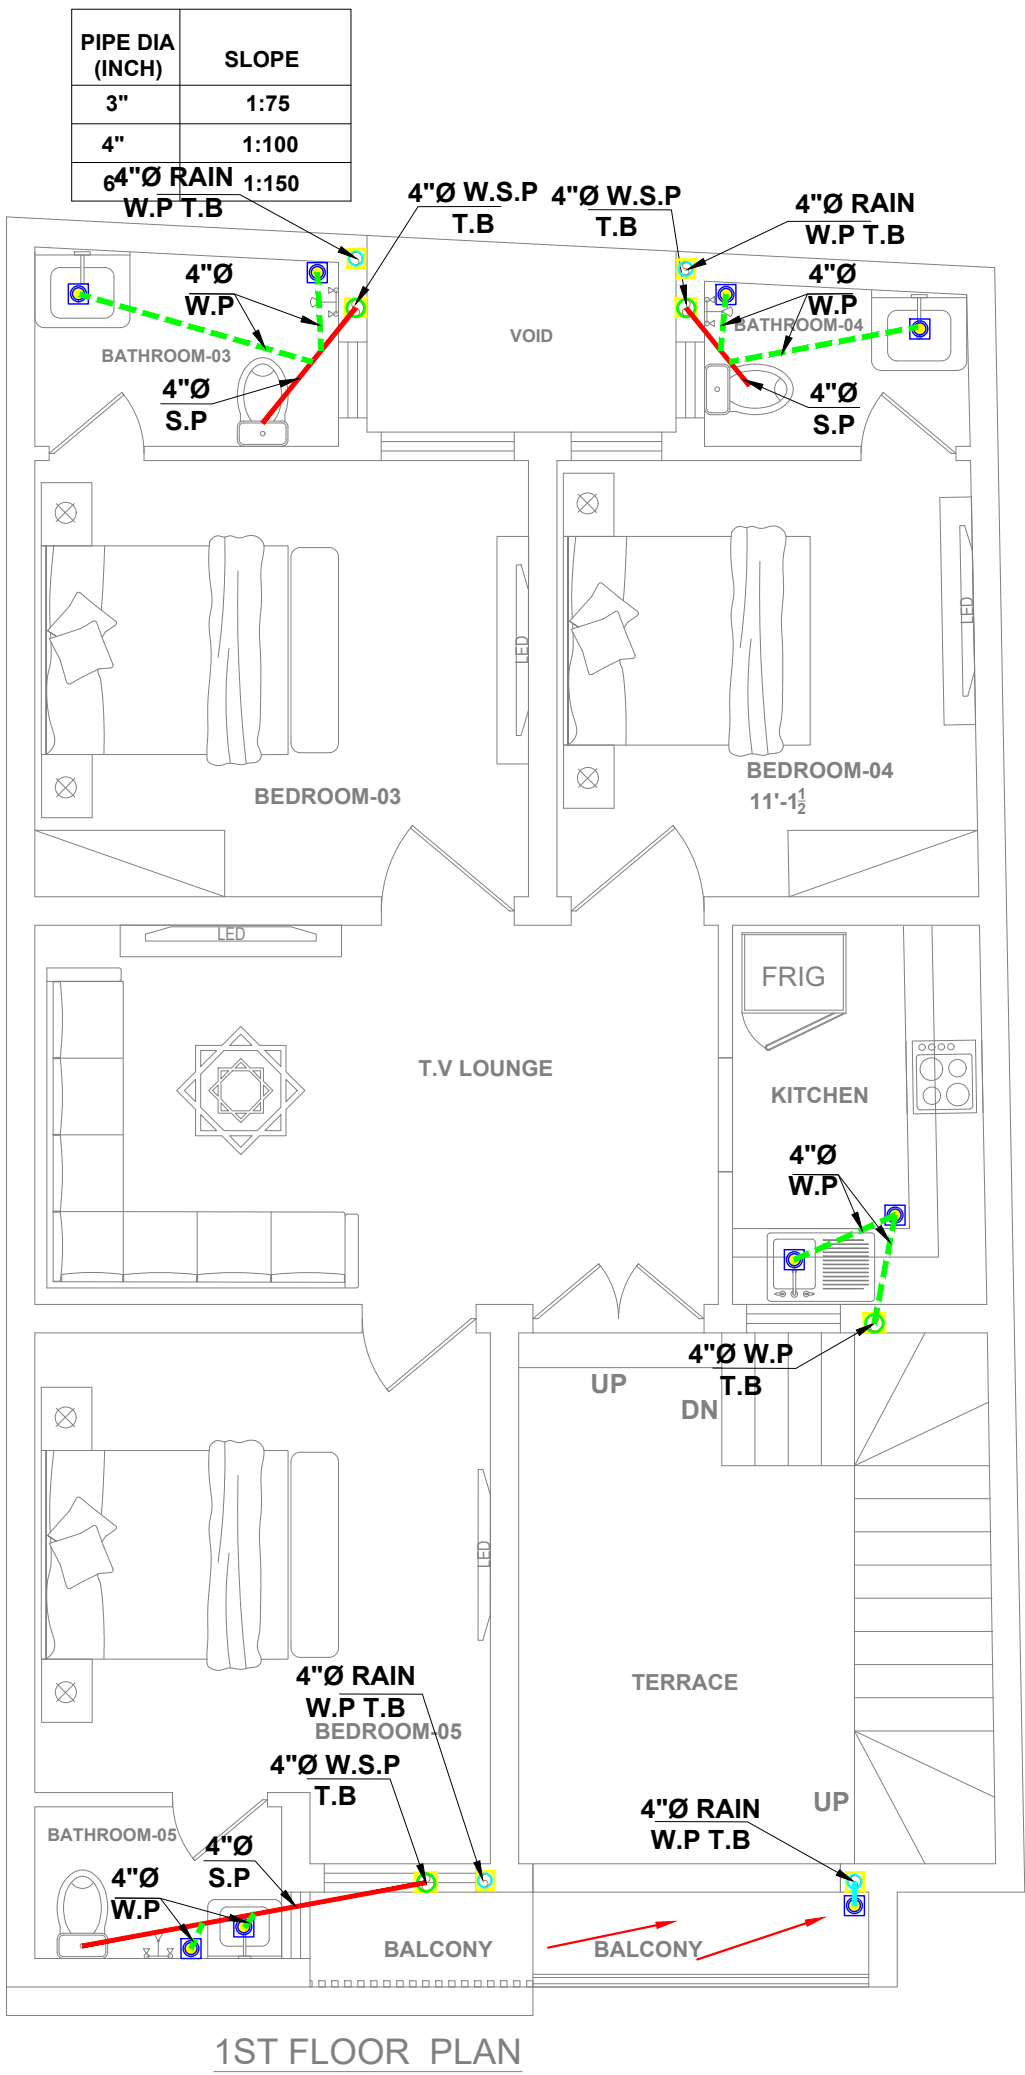 PIPE DIA
(INCH)
SLOPE
3"
1:75
4"
1:100
6"
1:150
4"Ø RAIN
W.P T.B
4"Ø W.S.P
T.B
4"Ø W.S.P
T.B
4"Ø RAIN
W.P T.B
4"Ø
W.P
4"Ø
W.P
BATHROOM-03
VOID
BATHROOM-04
4"Ø
S.P
4"Ø
S.P
LED
LED
BEDROOM-03
BEDROOM-04
11'-1½
LED
FRIG
T.V LOUNGE
KITCHEN
4"Ø
W.P
4"Ø W.P
T.B
UP
DN
LED
4"Ø RAIN
W.P T.B
BEDROOM-05
TERRACE
4"Ø W.S.P
T.B
UP
4"Ø RAIN
W.P T.B
BATHROOM-05
4"Ø
S.P
4"Ø
W.P
BALCONY
BALCONY
1ST FLOOR PLAN